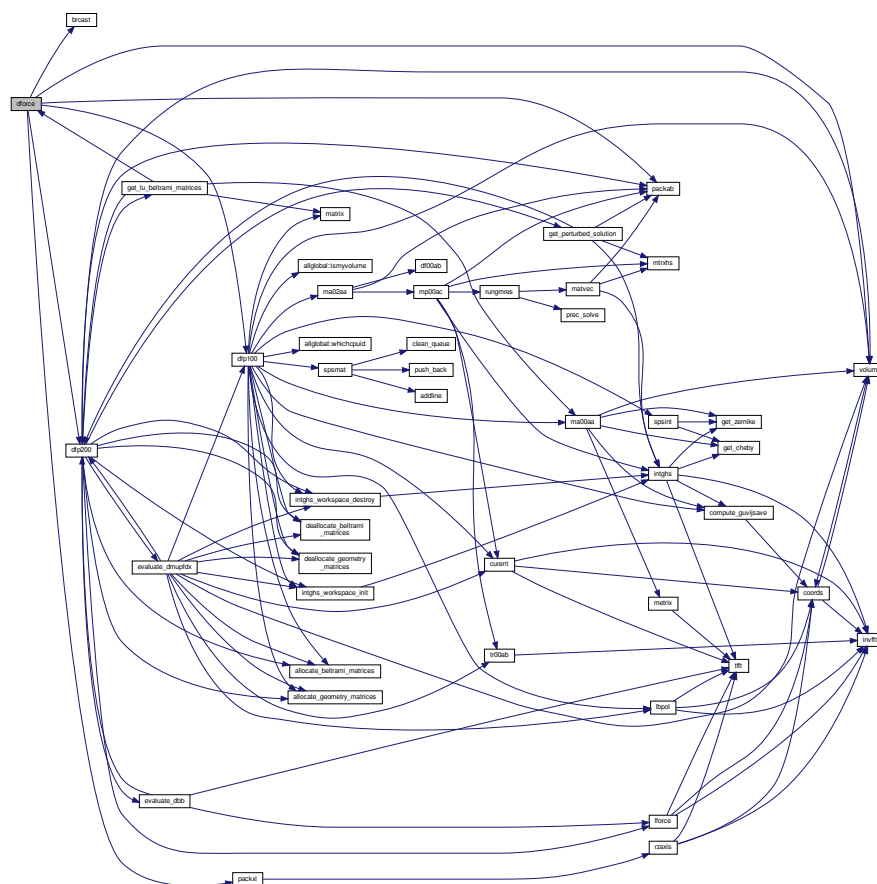 brcast
dforce
get_lu_beltrami_matrices
packab
matrix
get_perturbed_solution
allglobal::ismyvolume
df00ab
mtrxhs
ma02aa
mp00ac
rungmres
matvec
prec_solve
allglobal::whichcpuid
clean_queue
dfp100
spsmat
push_back
volume
addline
ma00aa
spsint
get_zernike
dfp200
get_cheby
intghs
intghs_workspace_destroy
compute_guvijsave
deallocate_beltrami
_matrices
deallocate_geometry
_matrices
evaluate_dmupfdx
curent
intghs_workspace_init
coords
metrix
invfft
tr00ab
tfft
allocate_beltrami_matrices
allocate_geometry_matrices
lbpol
evaluate_dbb
lforce
rzaxis
packxi